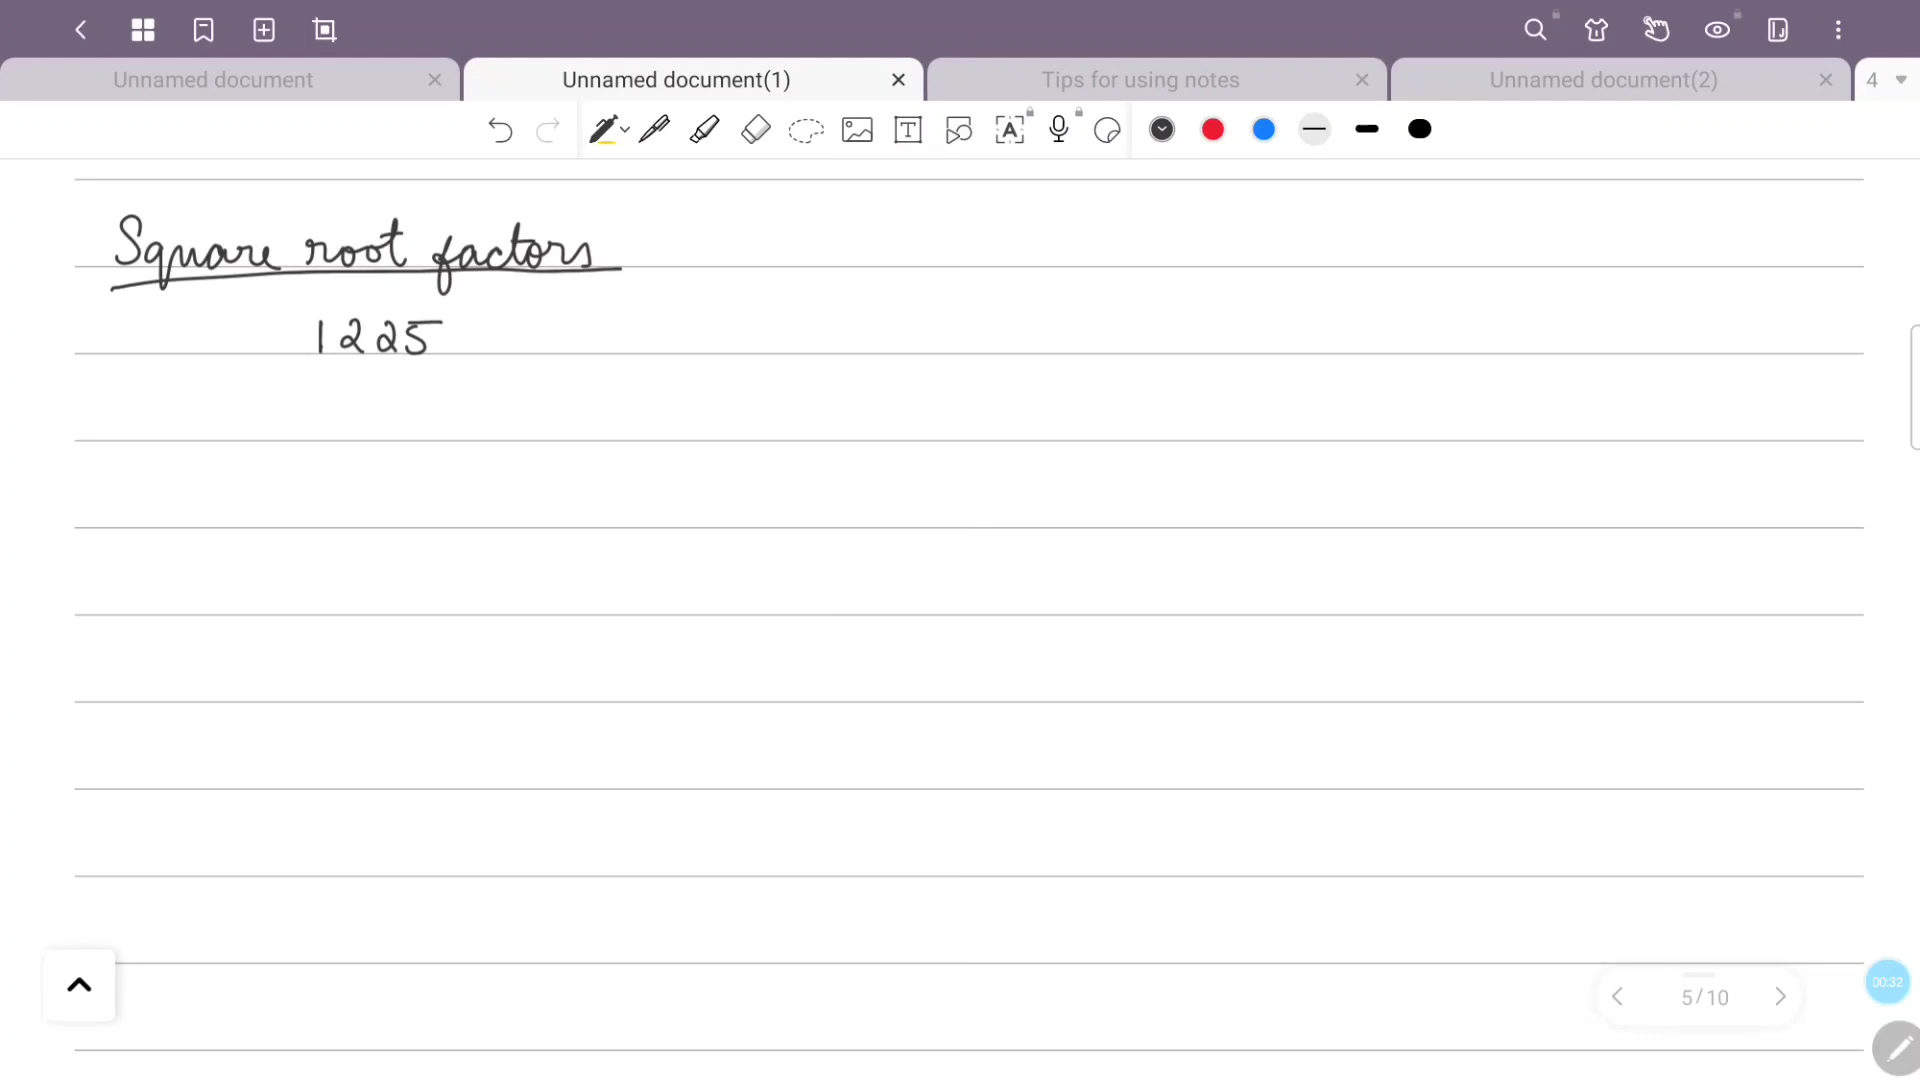 Unnamed document
Unnamed document(1)
Tips for using notes
Unnamed document(2)
4
Square root factors
1225
5/10
00:32